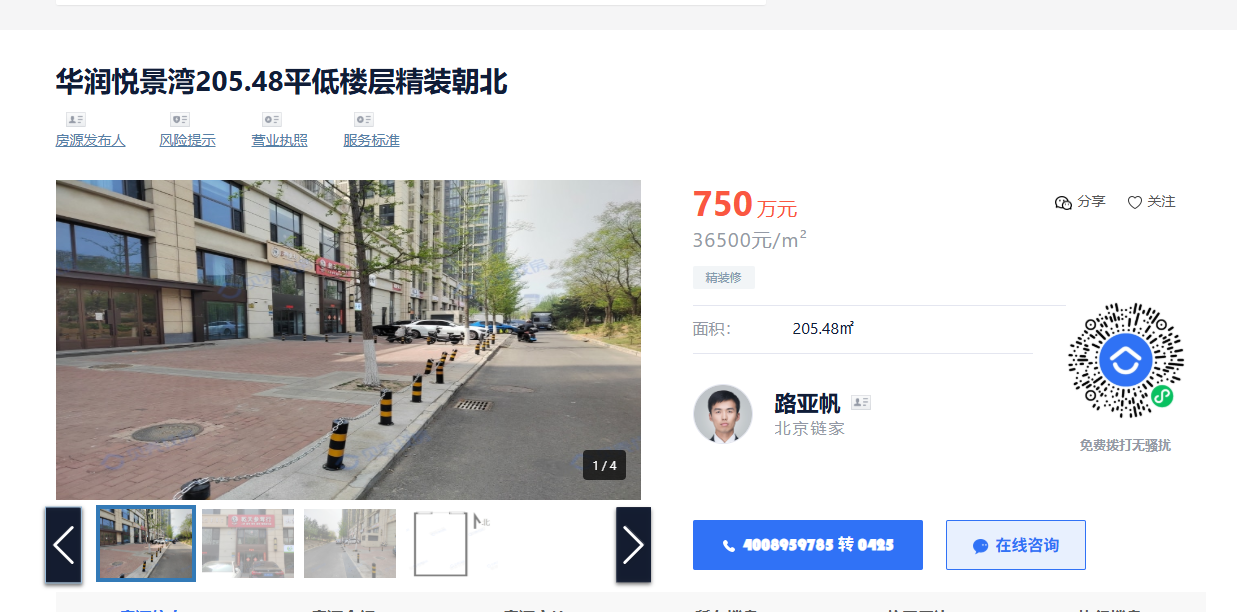 华润悦景湾205.48平低楼层精装朝北
房源发布人 风险提示 营业执照 服务标准
750万元
分享 关注
36500元/m²
精装修
面积: 205.48㎡
路亚帆
北京链家
免费拨打无骚扰
1 / 4
北
4008959785 转 0425
在线咨询